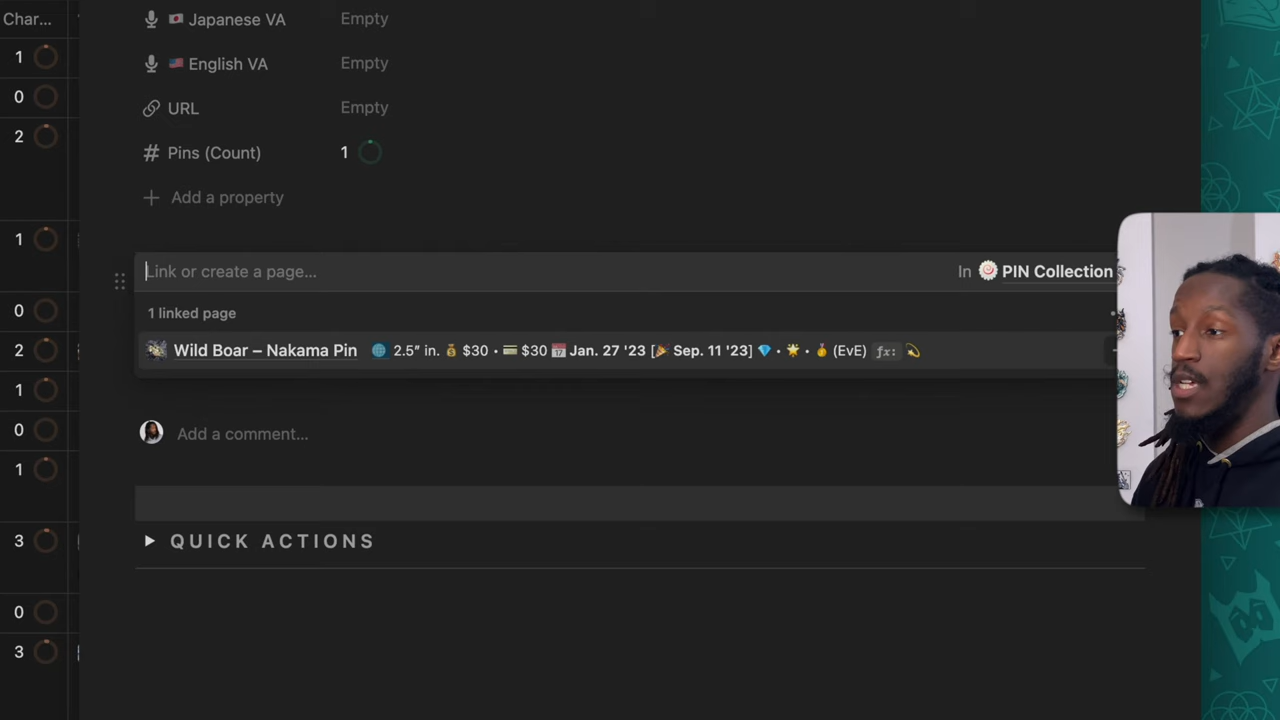 Char...
Japanese VA Empty
1
English VA Empty
0
URL Empty
2
# Pins (Count) 1
+ Add a property
1
Link or create a page... In PIN Collection
0
1 linked page
2
Wild Boar – Nakama Pin 2.5” in. $30 • $30 Jan. 27 '23 [ Sep. 11 '23] • • (EvE) ƒx:
1
0
Add a comment...
1
3
QUICK ACTIONS
0
3